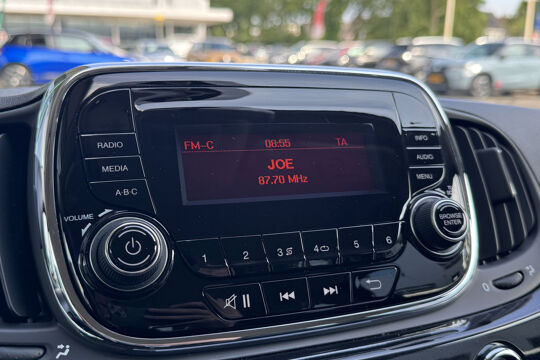 RADIO
MEDIA
A-B-C
FM-C 08:55 TA
JOE
87.70 MHz
INFO
AUDIO
MENU
VOLUME
BROWSE
ENTER
1 2 3 4 5 6
0